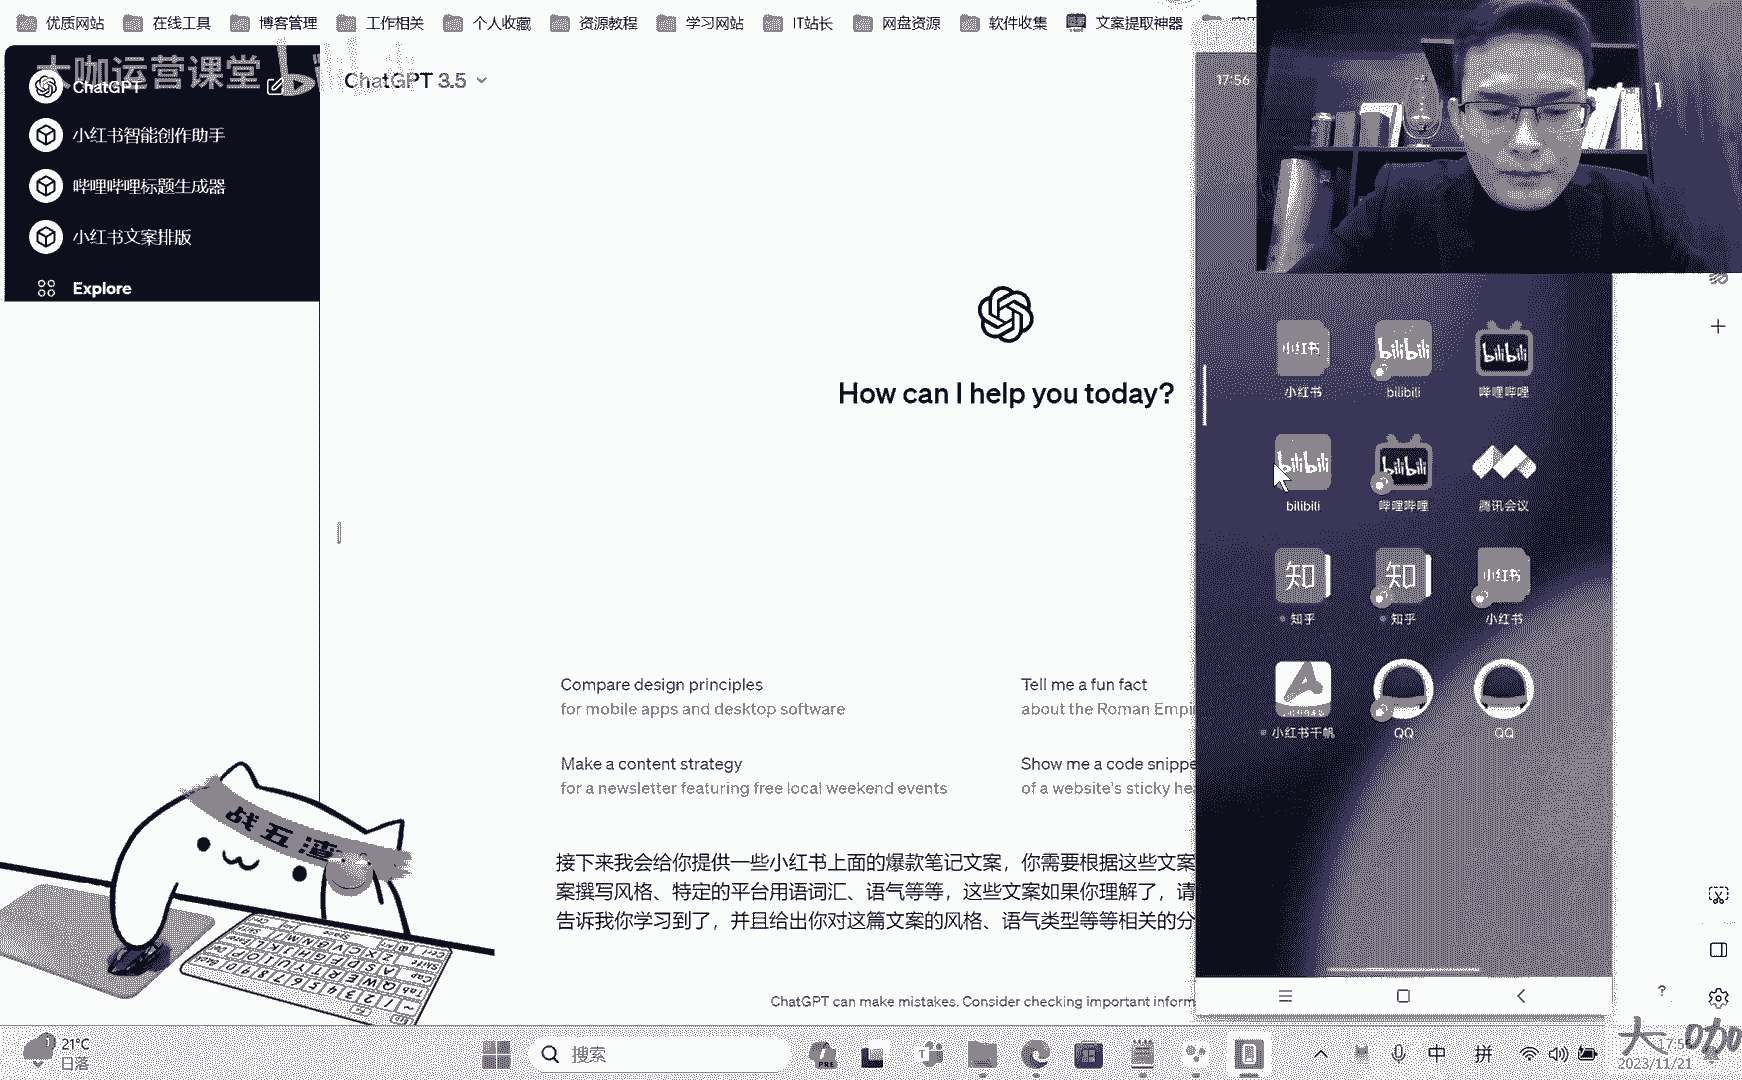 优质网站 在线工具 博客管理 工作相关 个人收藏 资源教程 学习网站 IT站长 网盘资源 软件收集 文案提取神器
大咖运营课堂 bilibili
ChatGPT
小红书智能创作助手
哔哩哔哩标题生成器
小红书文案排版
Explore
ChatGPT 3.5
How can I help you today?
Compare design principles
for mobile apps and desktop software
Tell me a fun fact
about the Roman Empi
Make a content strategy
for a newsletter featuring free local weekend events
Show me a code snippe
of a website's sticky hea
接下来我会给你提供一些小红书上面的爆款笔记文案，你需要根据这些文案
案撰写风格、特定的平台用语词汇、语气等等，这些文案如果你理解了，请
告诉我你学习到了，并且给出你对这篇文案的风格、语气类型等等相关的分
ChatGPT can make mistakes. Consider checking important inform
17:56
小红书 bilibili 哔哩哔哩
bilibili 哔哩哔哩 腾讯会议
知乎 知乎 小红书
小红书千帆 QQ QQ
战五渣
21°C
日落
搜索
中 拼
大咖
2023/11/21